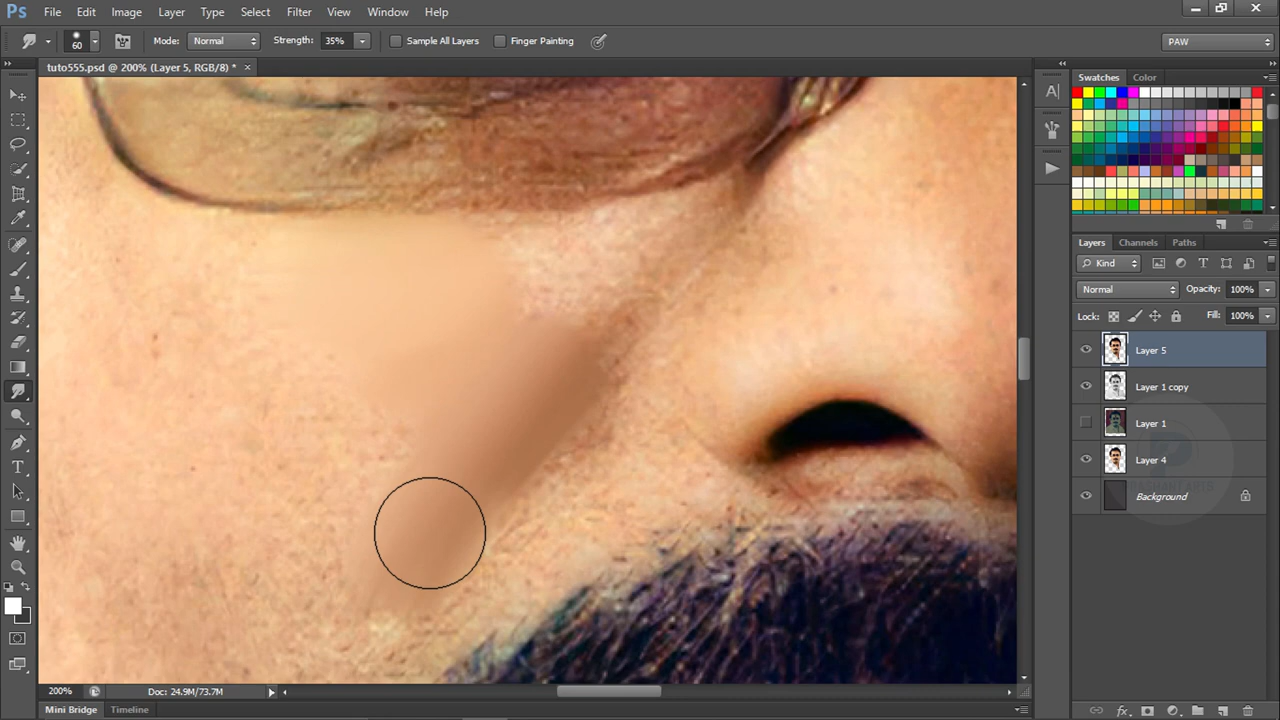 Ps File Edit Image Layer Type Select Filter View Window Help
60 Mode: Normal Strength: 35% Sample All Layers Finger Painting PAW
tuto555.psd @ 200% (Layer 5, RGB/8) * ×
Swatches Color
Layers Channels Paths
Kind
Normal Opacity: 100%
Lock: Fill: 100%
Layer 5
Layer 1 copy
Layer 1
Layer 4
Background
200% Doc: 24.9M/73.7M
Mini Bridge Timeline